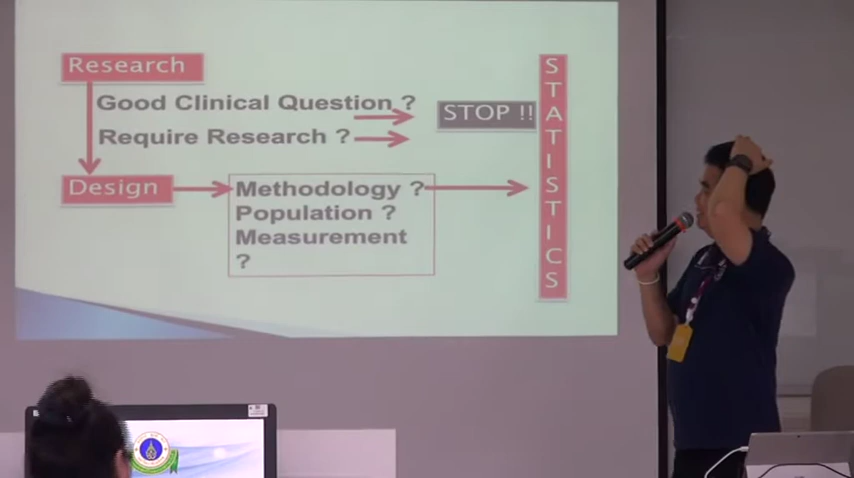 Research
Good Clinical Question ?
Require Research ?
STOP !!
Design
Methodology ?
Population ?
Measurement
?
STATISTICS